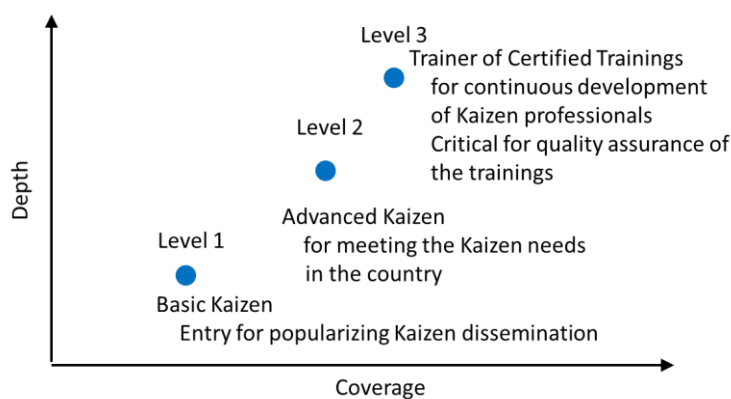 Level 3
Trainer of Certified Trainings
for continuous development
of Kaizen professionals
Critical for quality assurance of
the trainings
Level 2
Advanced Kaizen
for meeting the Kaizen needs
in the country
Level 1
Basic Kaizen
Entry for popularizing Kaizen dissemination
Depth
Coverage